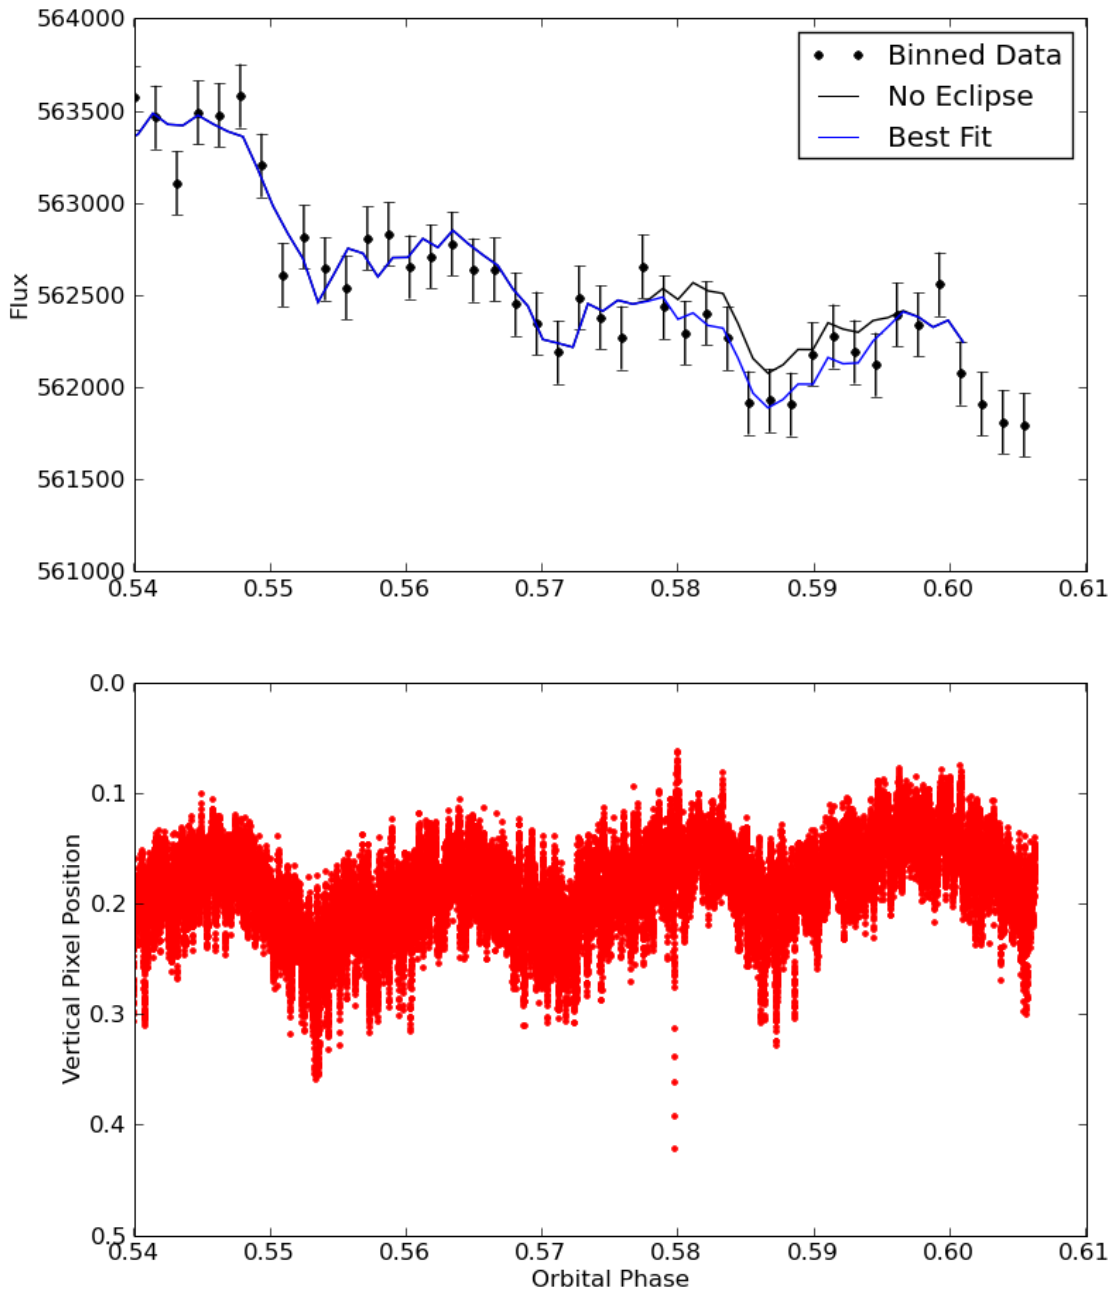 564000
563500
563000
562500
562000
561500
561000
Flux
Binned Data
No Eclipse
Best Fit
0.54 0.55 0.56 0.57 0.58 0.59 0.60 0.61
0.0
0.1
0.2
0.3
0.4
0.5
Vertical Pixel Position
0.54 0.55 0.56 0.57 0.58 0.59 0.60 0.61
Orbital Phase